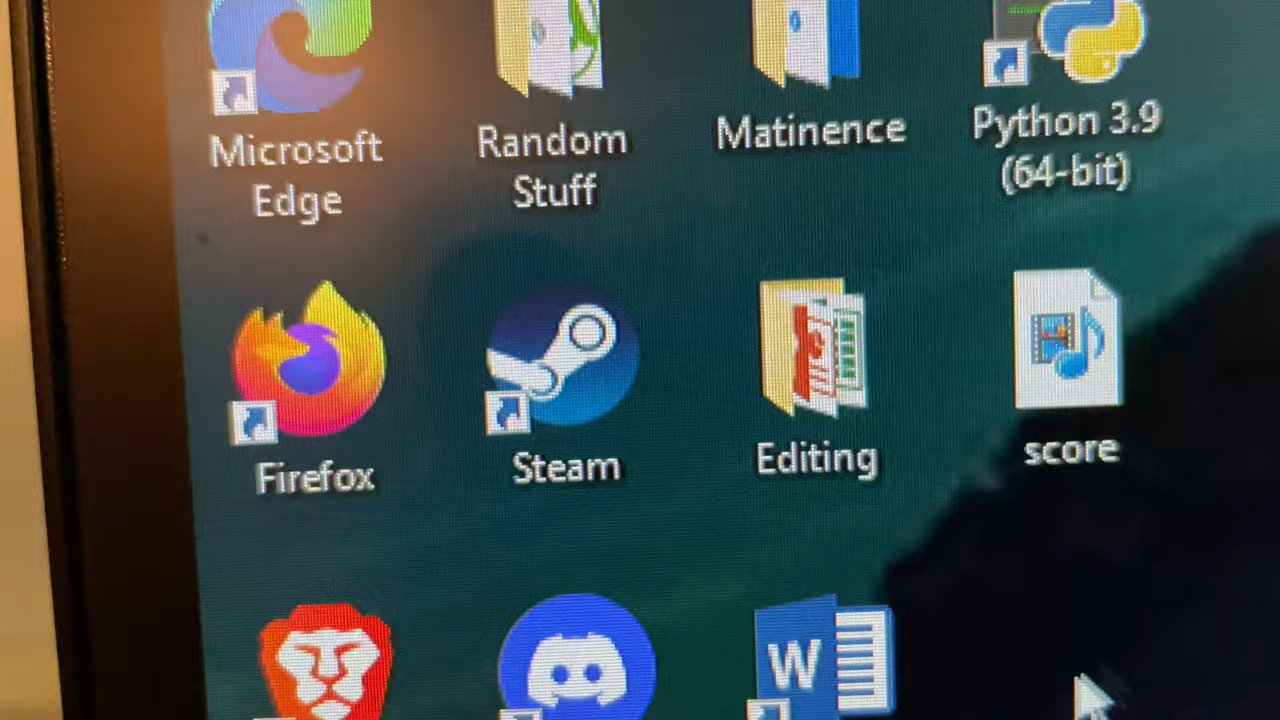 Microsoft
Edge
Random
Stuff
Matinence
Python 3.9
(64-bit)
Firefox
Steam
Editing
score
W